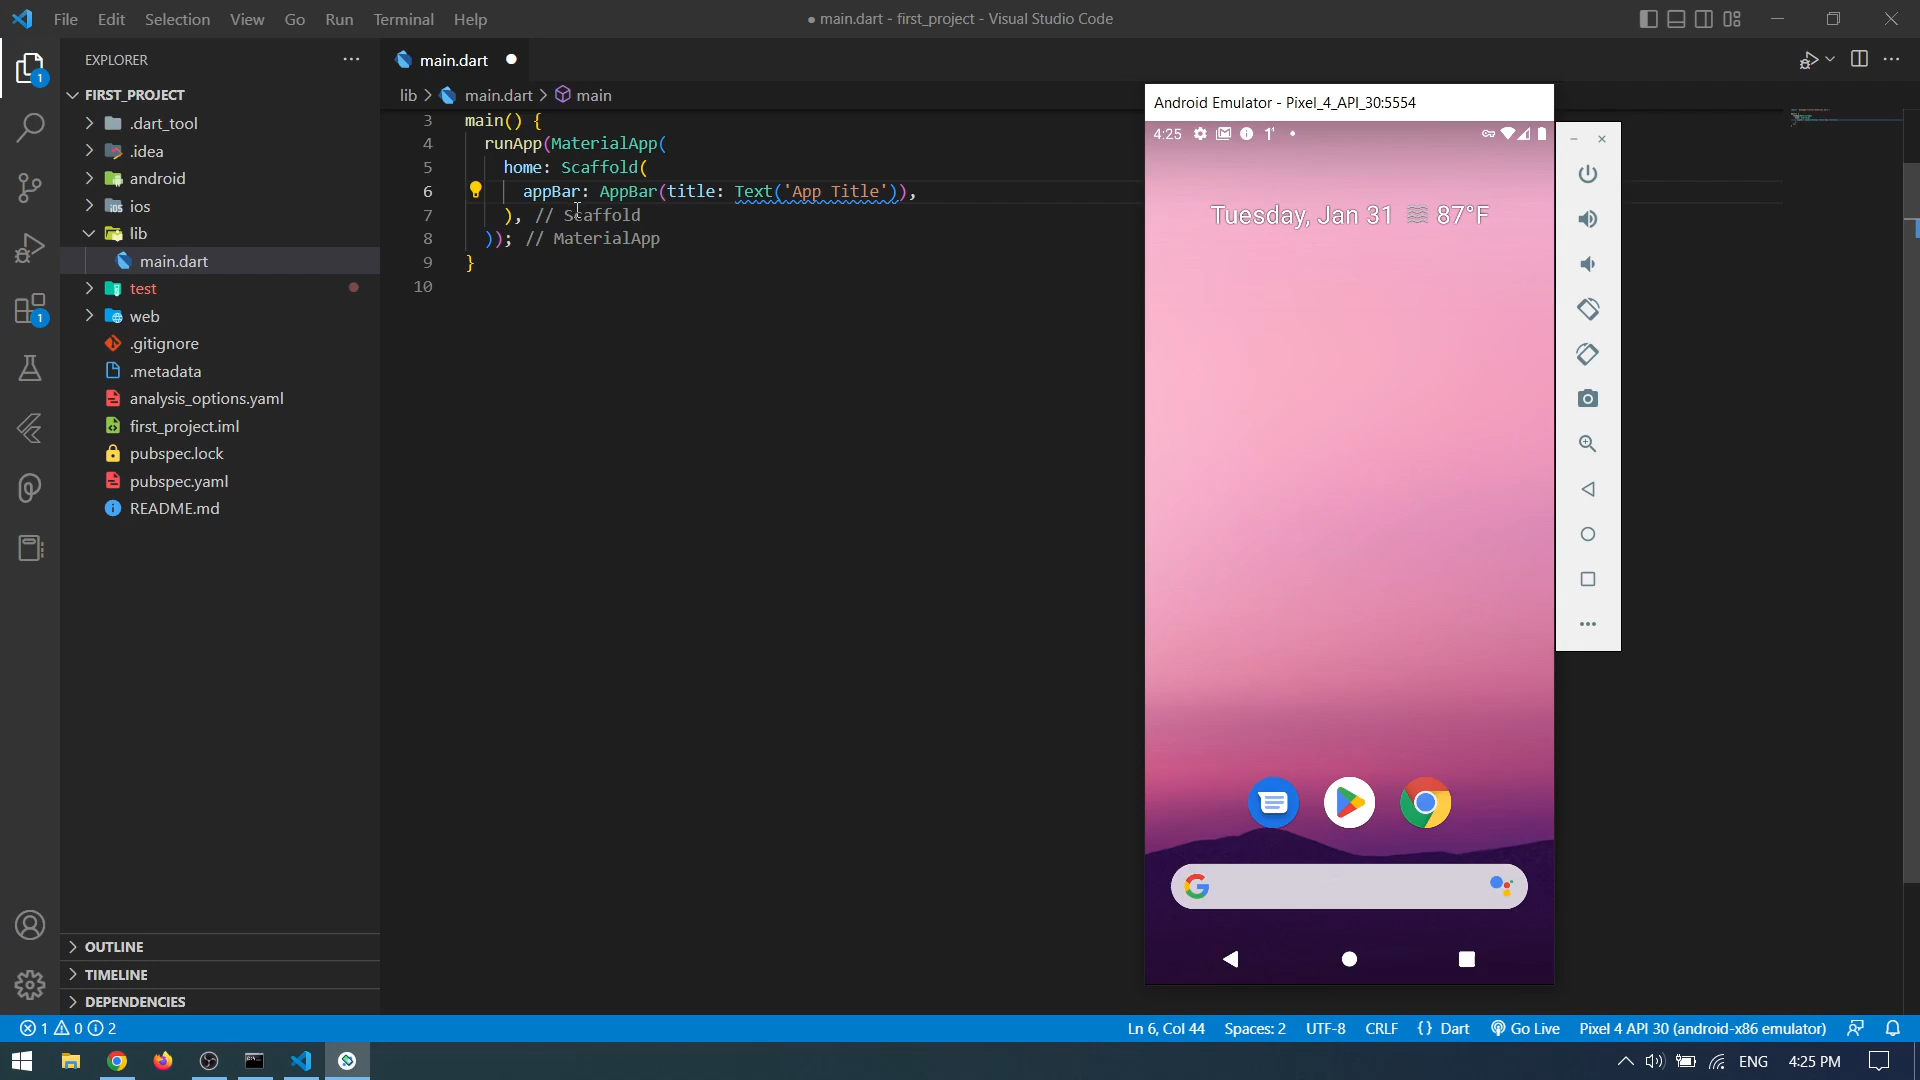 File Edit Selection View Go Run Terminal Help
● main.dart - first_project - Visual Studio Code
EXPLORER
FIRST_PROJECT
.dart_tool
.idea
android
ios
lib
main.dart
test
web
.gitignore
.metadata
analysis_options.yaml
first_project.iml
pubspec.lock
pubspec.yaml
README.md
OUTLINE
TIMELINE
DEPENDENCIES
1
1
main.dart
lib > main.dart > main
3 main() {
4 runApp(MaterialApp(
5 home: Scaffold(
6 appBar: AppBar(title: Text('App Title')),
7 ), // Scaffold
8 )); // MaterialApp
9 }
10
Android Emulator - Pixel_4_API_30:5554
4:25
Tuesday, Jan 31 87°F
1 0 2
Ln 6, Col 44 Spaces: 2 UTF-8 CRLF {} Dart Go Live Pixel 4 API 30 (android-x86 emulator)
ENG 4:25 PM